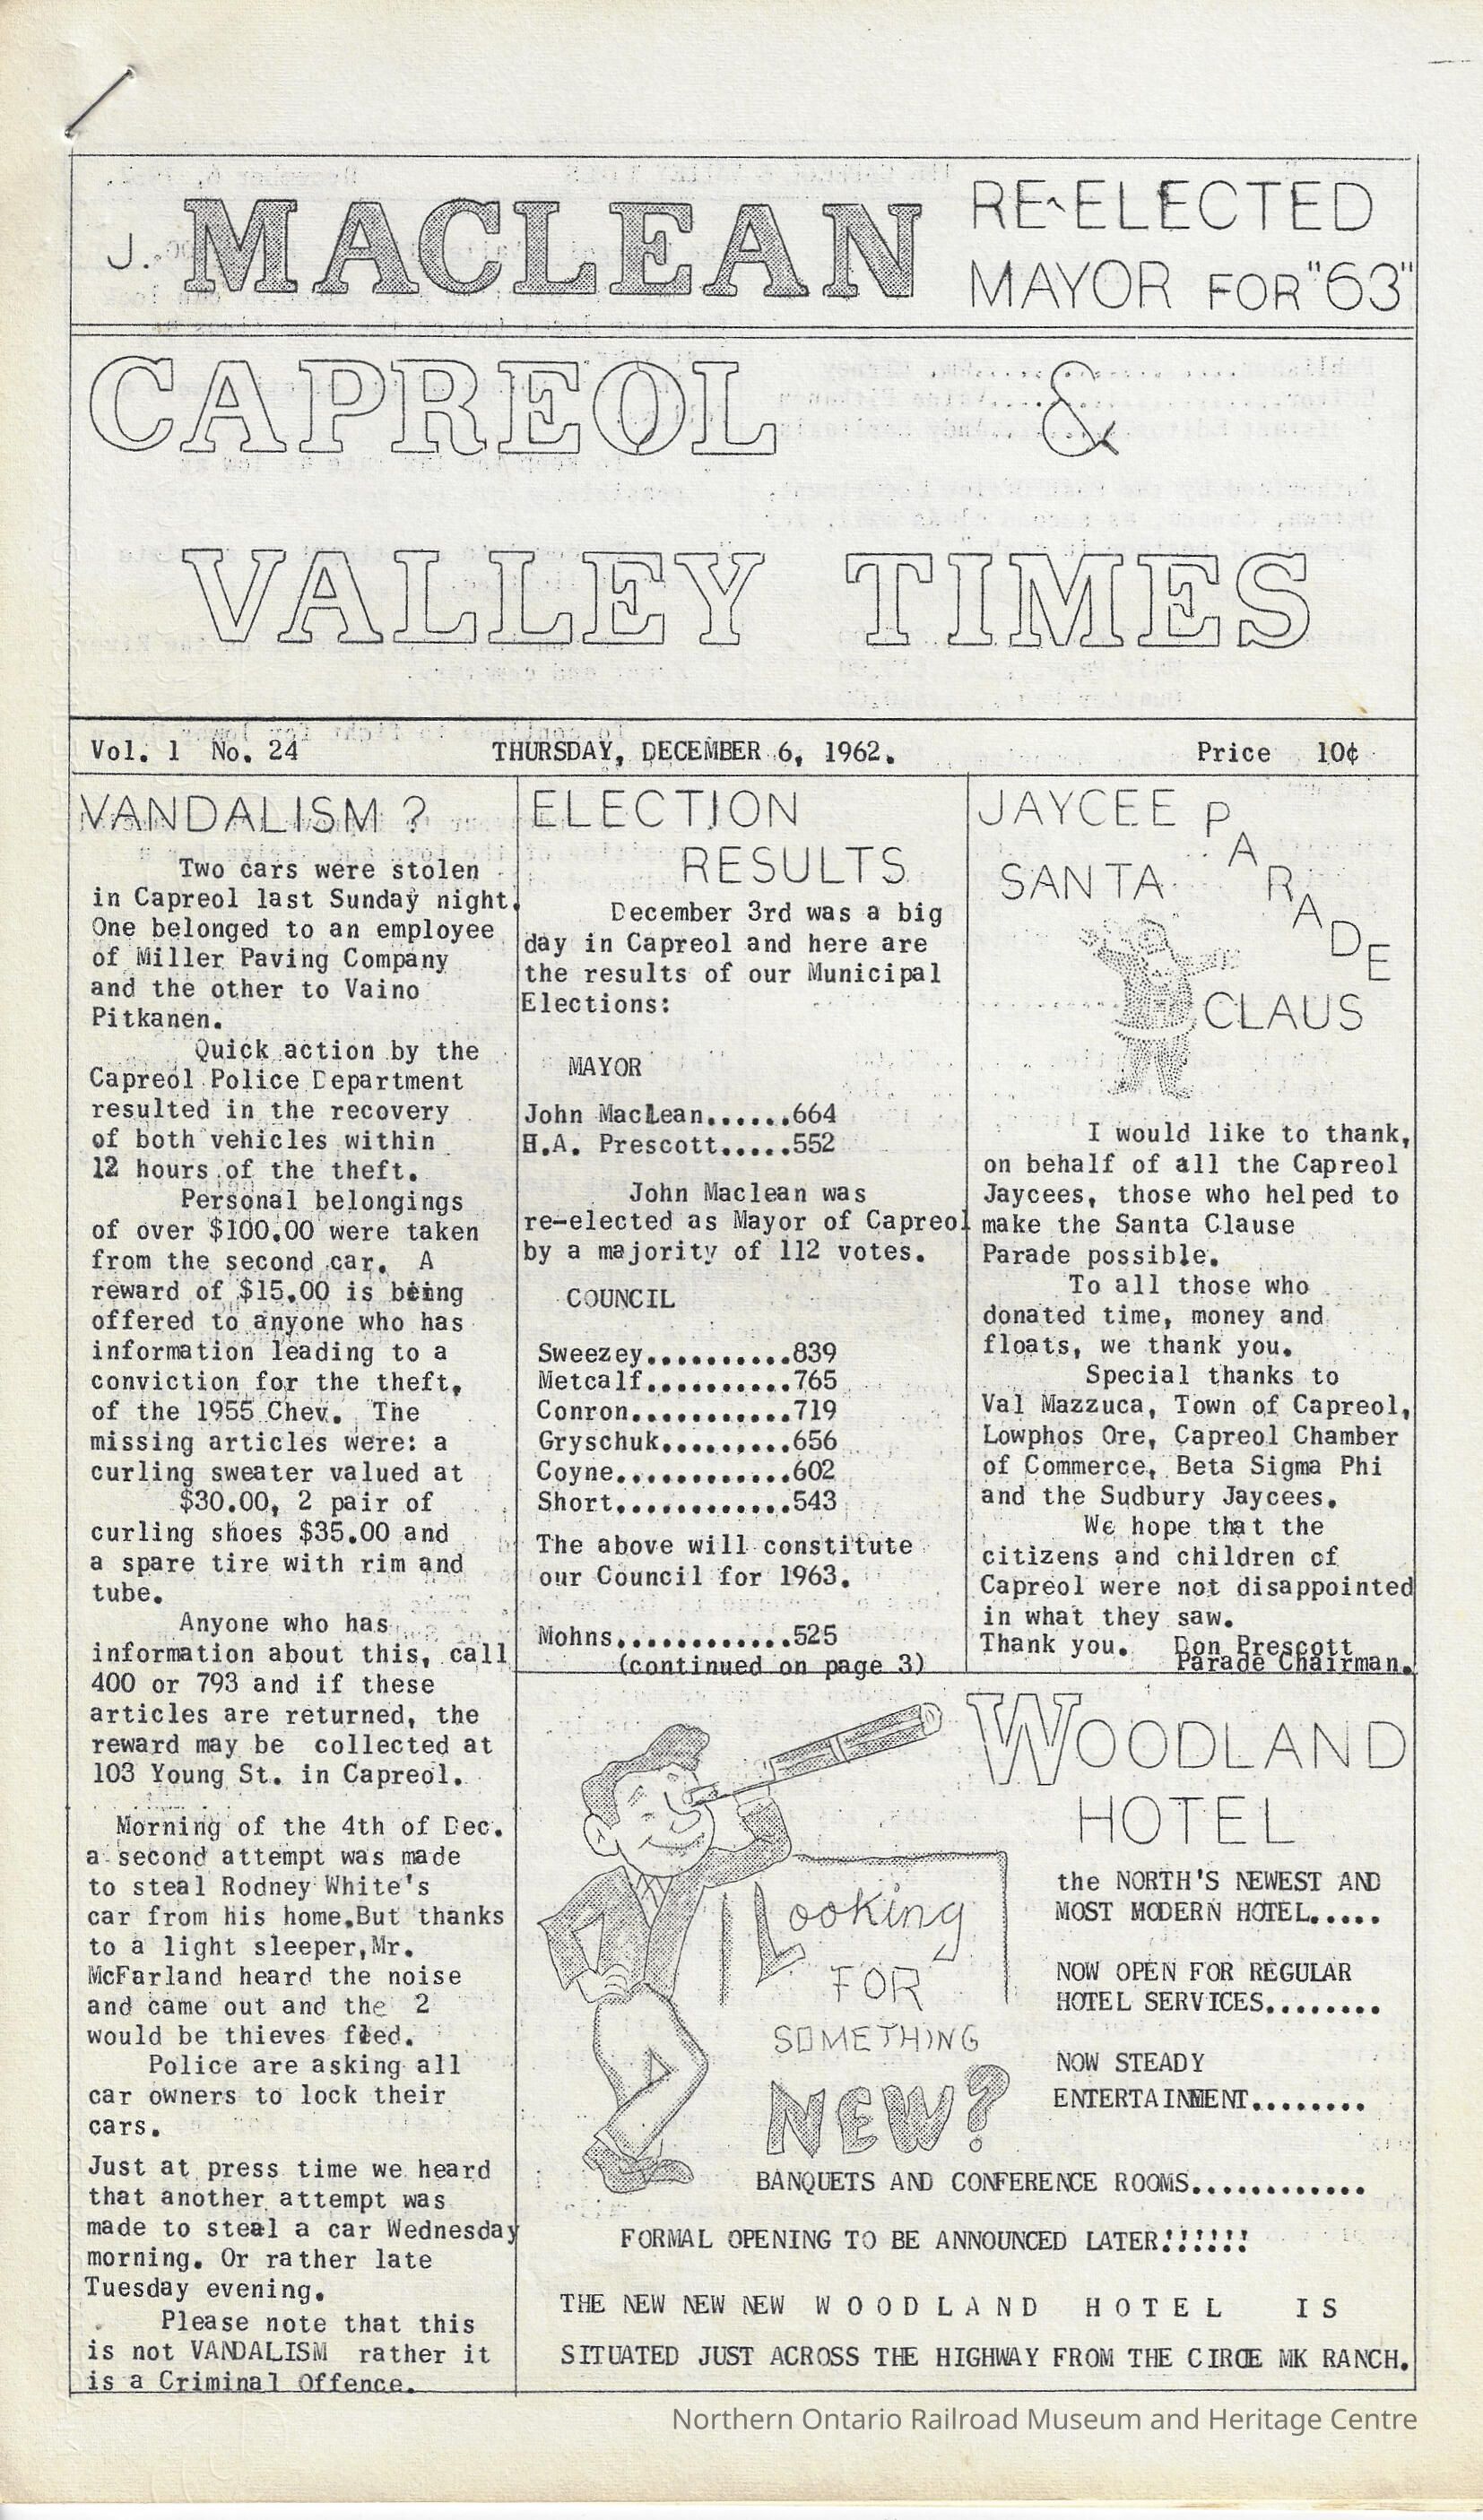 J. MACLEAN RE-ELECTED
MAYOR FOR "63"
CAPREOL &
VALLEY TIMES
Vol. 1 No. 24 THURSDAY, DECEMBER 6, 1962. Price 10¢
VANDALISM ?
Two cars were stolen
in Capreol last Sunday night.
One belonged to an employee
of Miller Paving Company
and the other to Vaino
Pitkanen.
Quick action by the
Capreol Police Department
resulted in the recovery
of both vehicles within
12 hours of the theft.
Personal belongings
of over $100.00 were taken
from the second car. A
reward of $15.00 is being
offered to anyone who has
information leading to a
conviction for the theft,
of the 1955 Chev. The
missing articles were: a
curling sweater valued at
$30.00, 2 pair of
curling shoes $35.00 and
a spare tire with rim and
tube.
Anyone who has
information about this, call
400 or 793 and if these
articles are returned, the
reward may be collected at
103 Young St. in Capreol.
Morning of the 4th of Dec.
a second attempt was made
to steal Rodney White's
car from his home.But thanks
to a light sleeper,Mr.
McFarland heard the noise
and came out and the 2
would be thieves fled.
Police are asking all
car owners to lock their
cars.
Just at press time we heard
that another attempt was
made to steal a car Wednesday
morning. Or rather late
Tuesday evening.
Please note that this
is not VANDALISM rather it
is a Criminal Offence.
ELECTION
RESULTS
December 3rd was a big
day in Capreol and here are
the results of our Municipal
Elections:
MAYOR
John MacLean......664
H.A. Prescott.....552
John Maclean was
re-elected as Mayor of Capreol
by a majority of 112 votes.
COUNCIL
Sweezey..........839
Metcalf..........765
Conron...........719
Gryschuk.........656
Coyne............602
Short............543
The above will constitute
our Council for 1963.
Mohns............525
(continued on page 3)
JAYCEE PARADE
SANTA
CLAUS
I would like to thank,
on behalf of all the Capreol
Jaycees, those who helped to
make the Santa Clause
Parade possible.
To all those who
donated time, money and
floats, we thank you.
Special thanks to
Val Mazzuca, Town of Capreol,
Lowphos Ore, Capreol Chamber
of Commerce, Beta Sigma Phi
and the Sudbury Jaycees.
We hope that the
citizens and children of
Capreol were not disappointed
in what they saw.
Thank you. Don Prescott
Parade Chairman.
WOODLAND
HOTEL
Looking
FOR
SOMETHING
NEW?
the NORTH'S NEWEST AND
MOST MODERN HOTEL.....
NOW OPEN FOR REGULAR
HOTEL SERVICES........
NOW STEADY
ENTERTAINMENT........
BANQUETS AND CONFERENCE ROOMS............
FORMAL OPENING TO BE ANNOUNCED LATER!!!!!!
THE NEW NEW NEW W O O D L A N D H O T E L I S
SITUATED JUST ACROSS THE HIGHWAY FROM THE CIRCLE MK RANCH.
Northern Ontario Railroad Museum and Heritage Centre